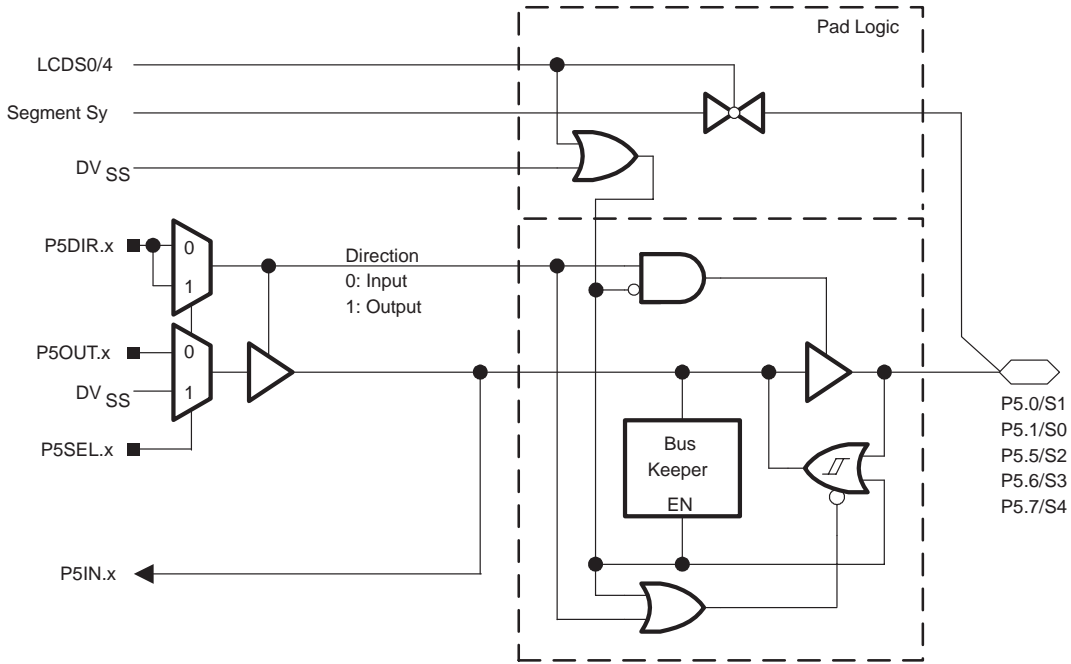 Pad Logic
LCDS0/4
Segment Sy
DVSS
P5DIR.x
0
1
Direction
0: Input
1: Output
P5OUT.x
0
DVSS
1
P5SEL.x
Bus
Keeper
EN
P5IN.x
P5.0/S1
P5.1/S0
P5.5/S2
P5.6/S3
P5.7/S4